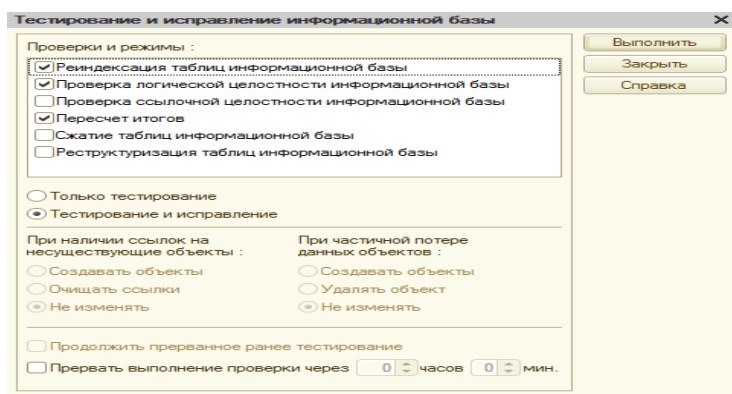 Тестирование и исправление информационной базы
Проверки и режимы :
Выполнить
Закрыть
Справка
Реиндексация таблиц информационной базы
Проверка логической целостности информационной базы
Проверка ссылочной целостности информационной базы
Пересчет итогов
Сжатие таблиц информационной базы
Реструктуризация таблиц информационной базы
Только тестирование
Тестирование и исправление
При наличии ссылок на
несуществующие объекты :
Создавать объекты
Очищать ссылки
Не изменять
При частичной потере
данных объектов :
Создавать объекты
Удалять объект
Не изменять
Продолжить прерванное ранее тестирование
Прервать выполнение проверки через 0 часов 0 мин.